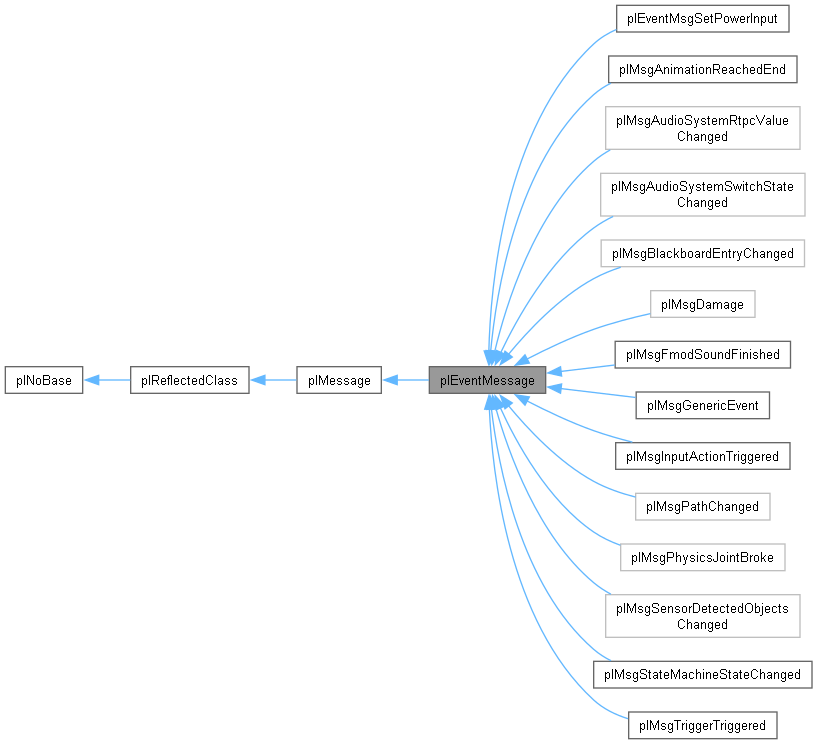 plEventMsgSetPowerInput
plMsgAnimationReachedEnd
plMsgAudioSystemRtpcValue
Changed
plMsgAudioSystemSwitchState
Changed
plMsgBlackboardEntryChanged
plMsgDamage
plMsgFmodSoundFinished
plNoBase
plReflectedClass
plMessage
plEventMessage
plMsgGenericEvent
plMsgInputActionTriggered
plMsgPathChanged
plMsgPhysicsJointBroke
plMsgSensorDetectedObjects
Changed
plMsgStateMachineStateChanged
plMsgTriggerTriggered